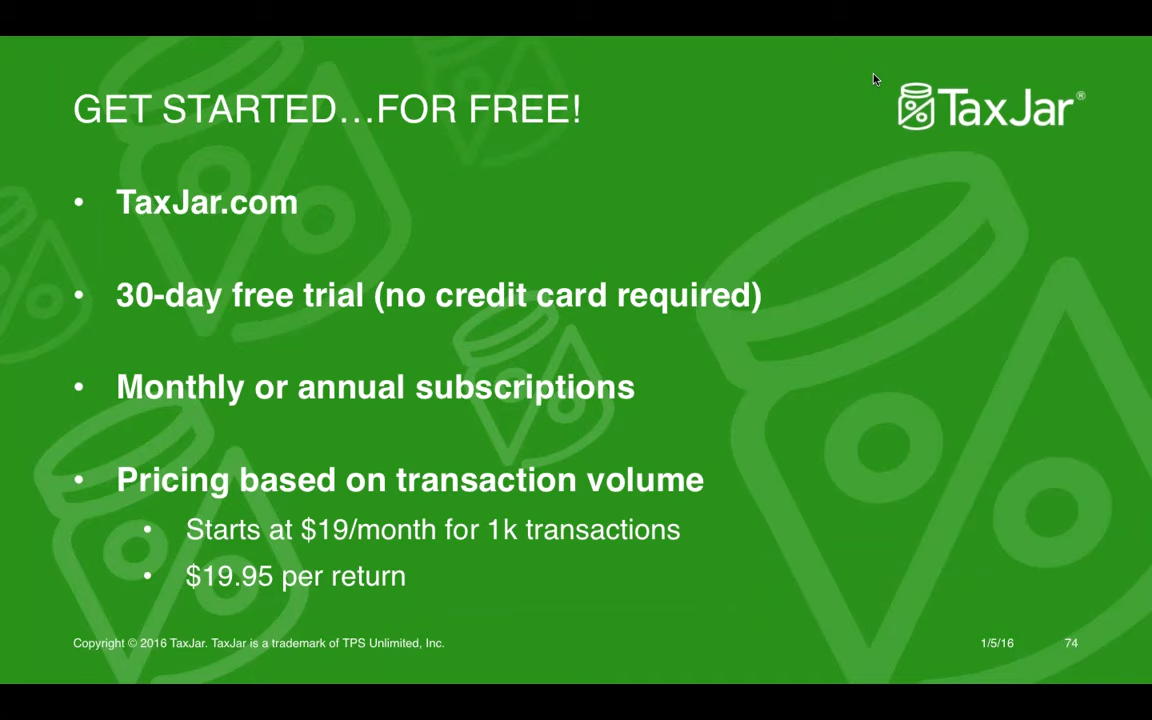 GET STARTED…FOR FREE!
TaxJar®
• TaxJar.com
• 30-day free trial (no credit card required)
• Monthly or annual subscriptions
• Pricing based on transaction volume
• Starts at $19/month for 1k transactions
• $19.95 per return
Copyright © 2016 TaxJar. TaxJar is a trademark of TPS Unlimited, Inc.
1/5/16
74